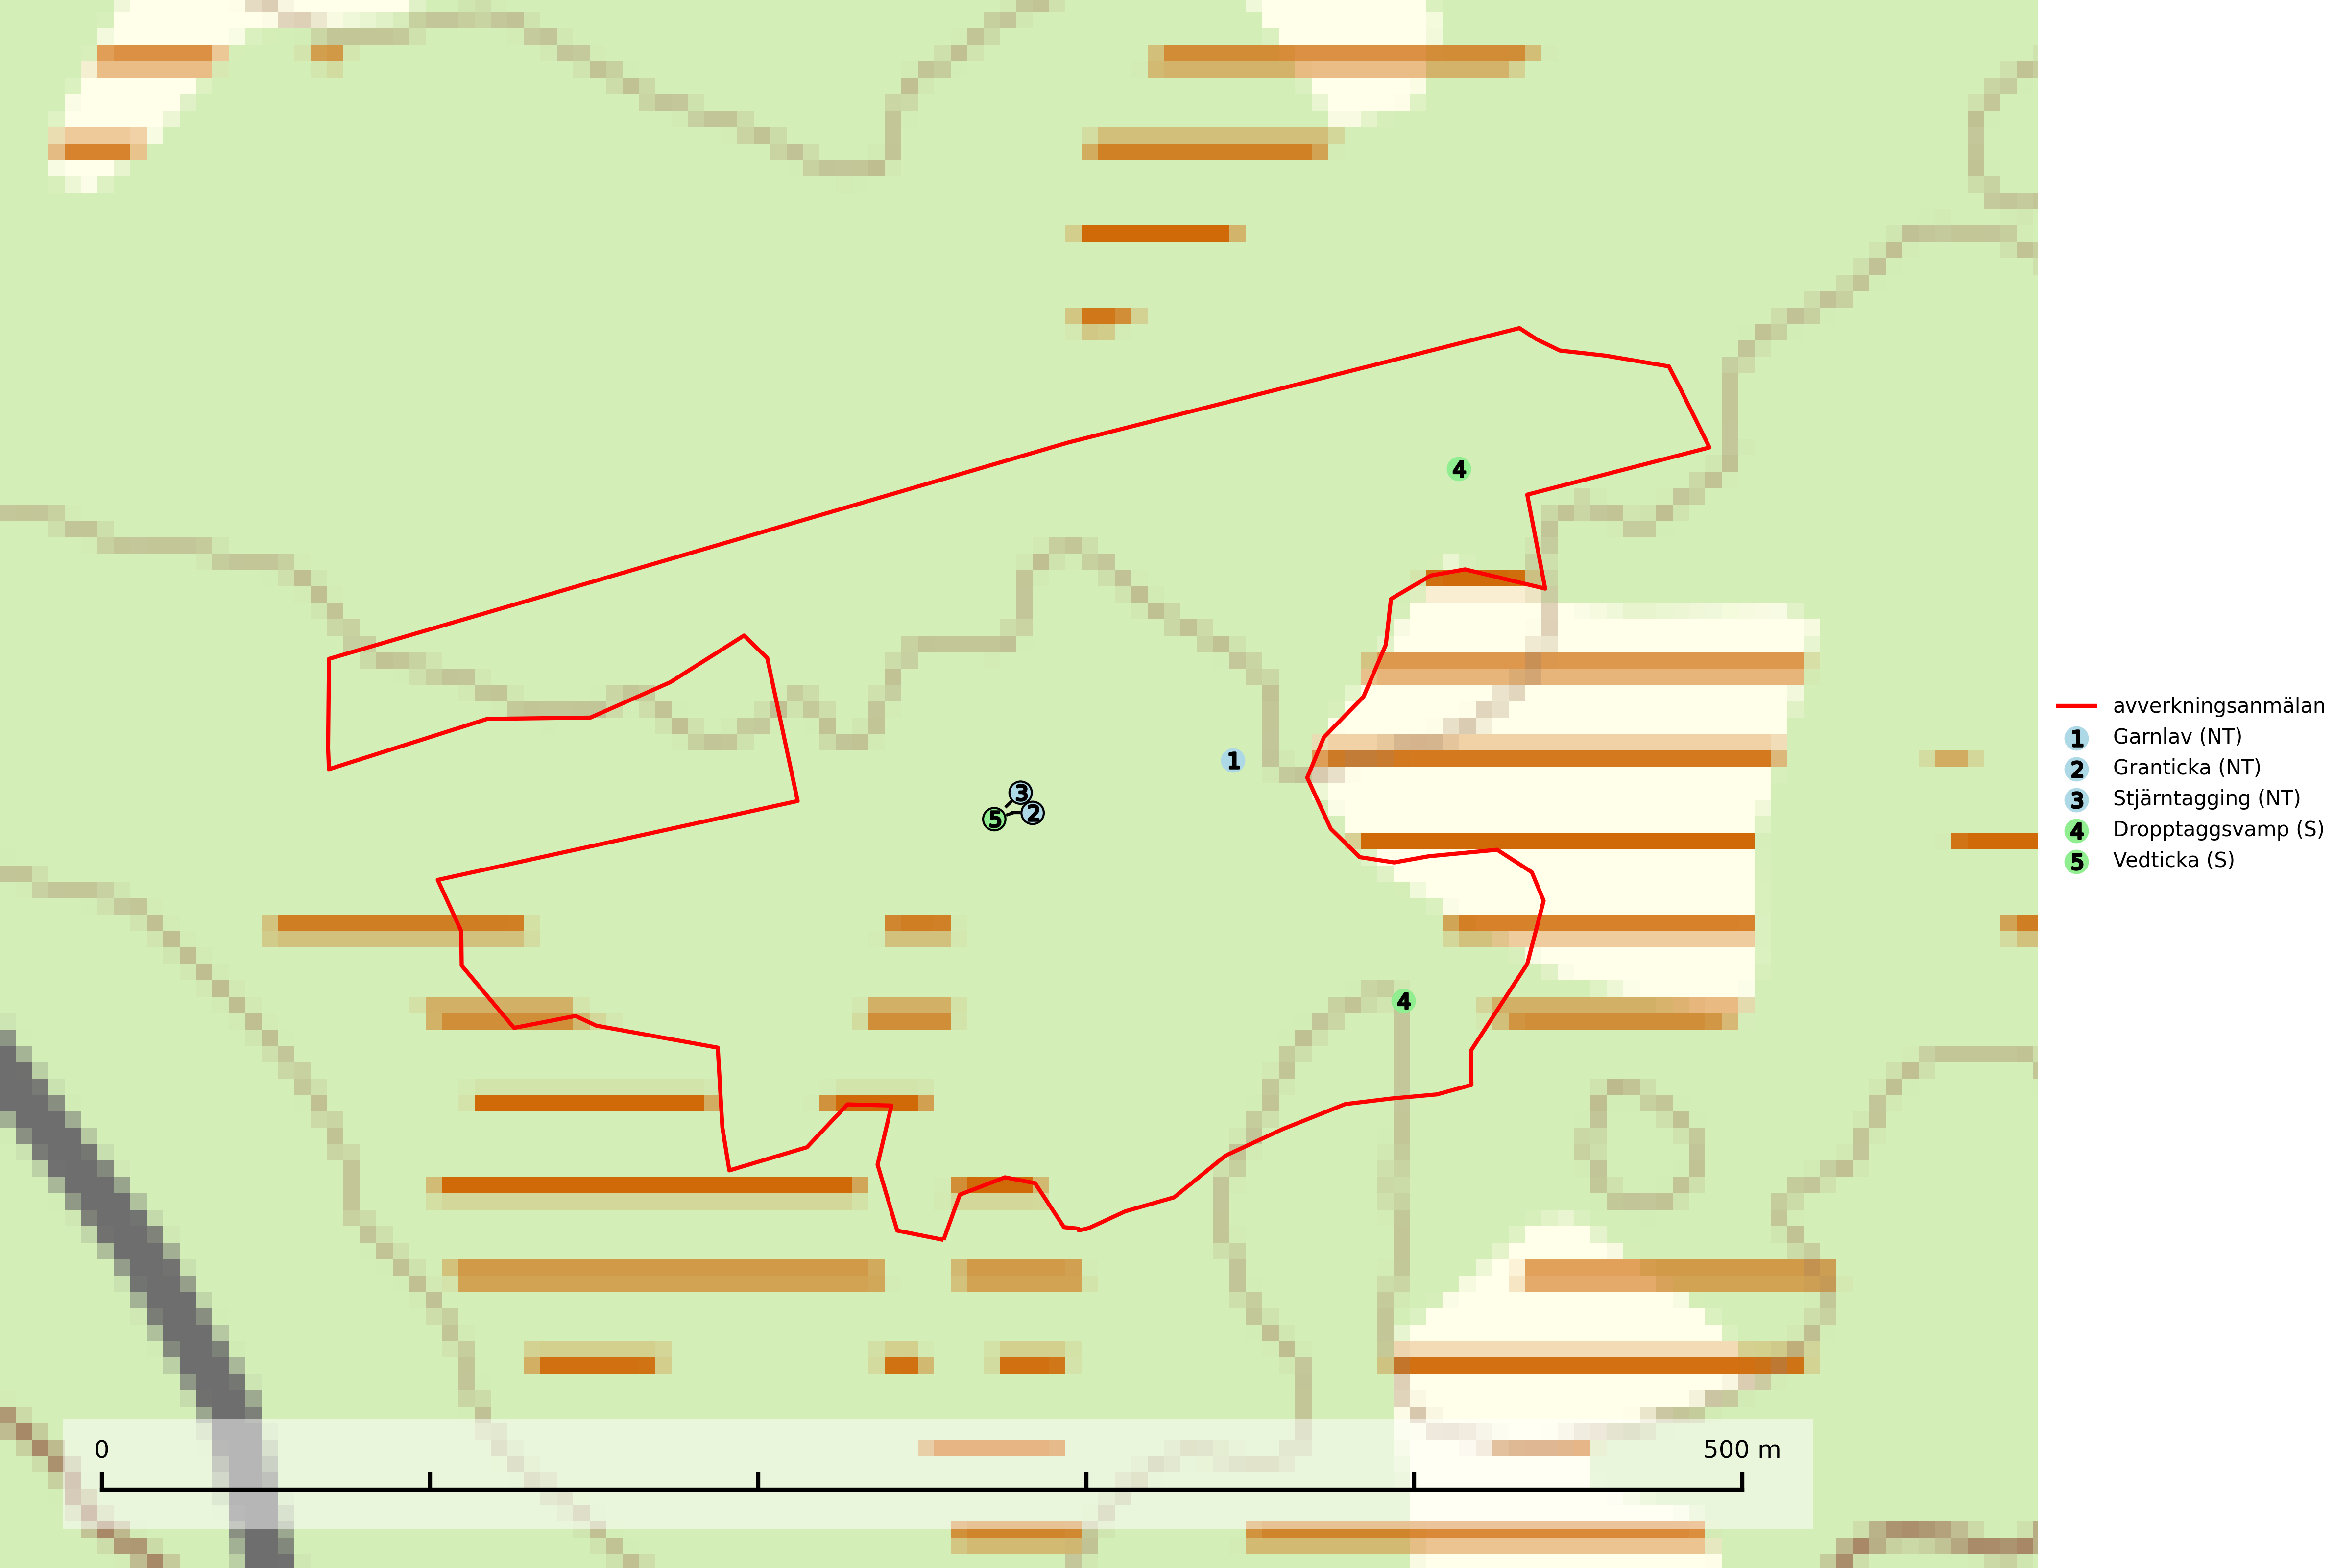 4
1
3
2
5
4
0 500 m
avverkningsanmälan
1 Garnlav (NT)
2 Granticka (NT)
3 Stjärntagging (NT)
4 Dropptaggsvamp (S)
5 Vedticka (S)